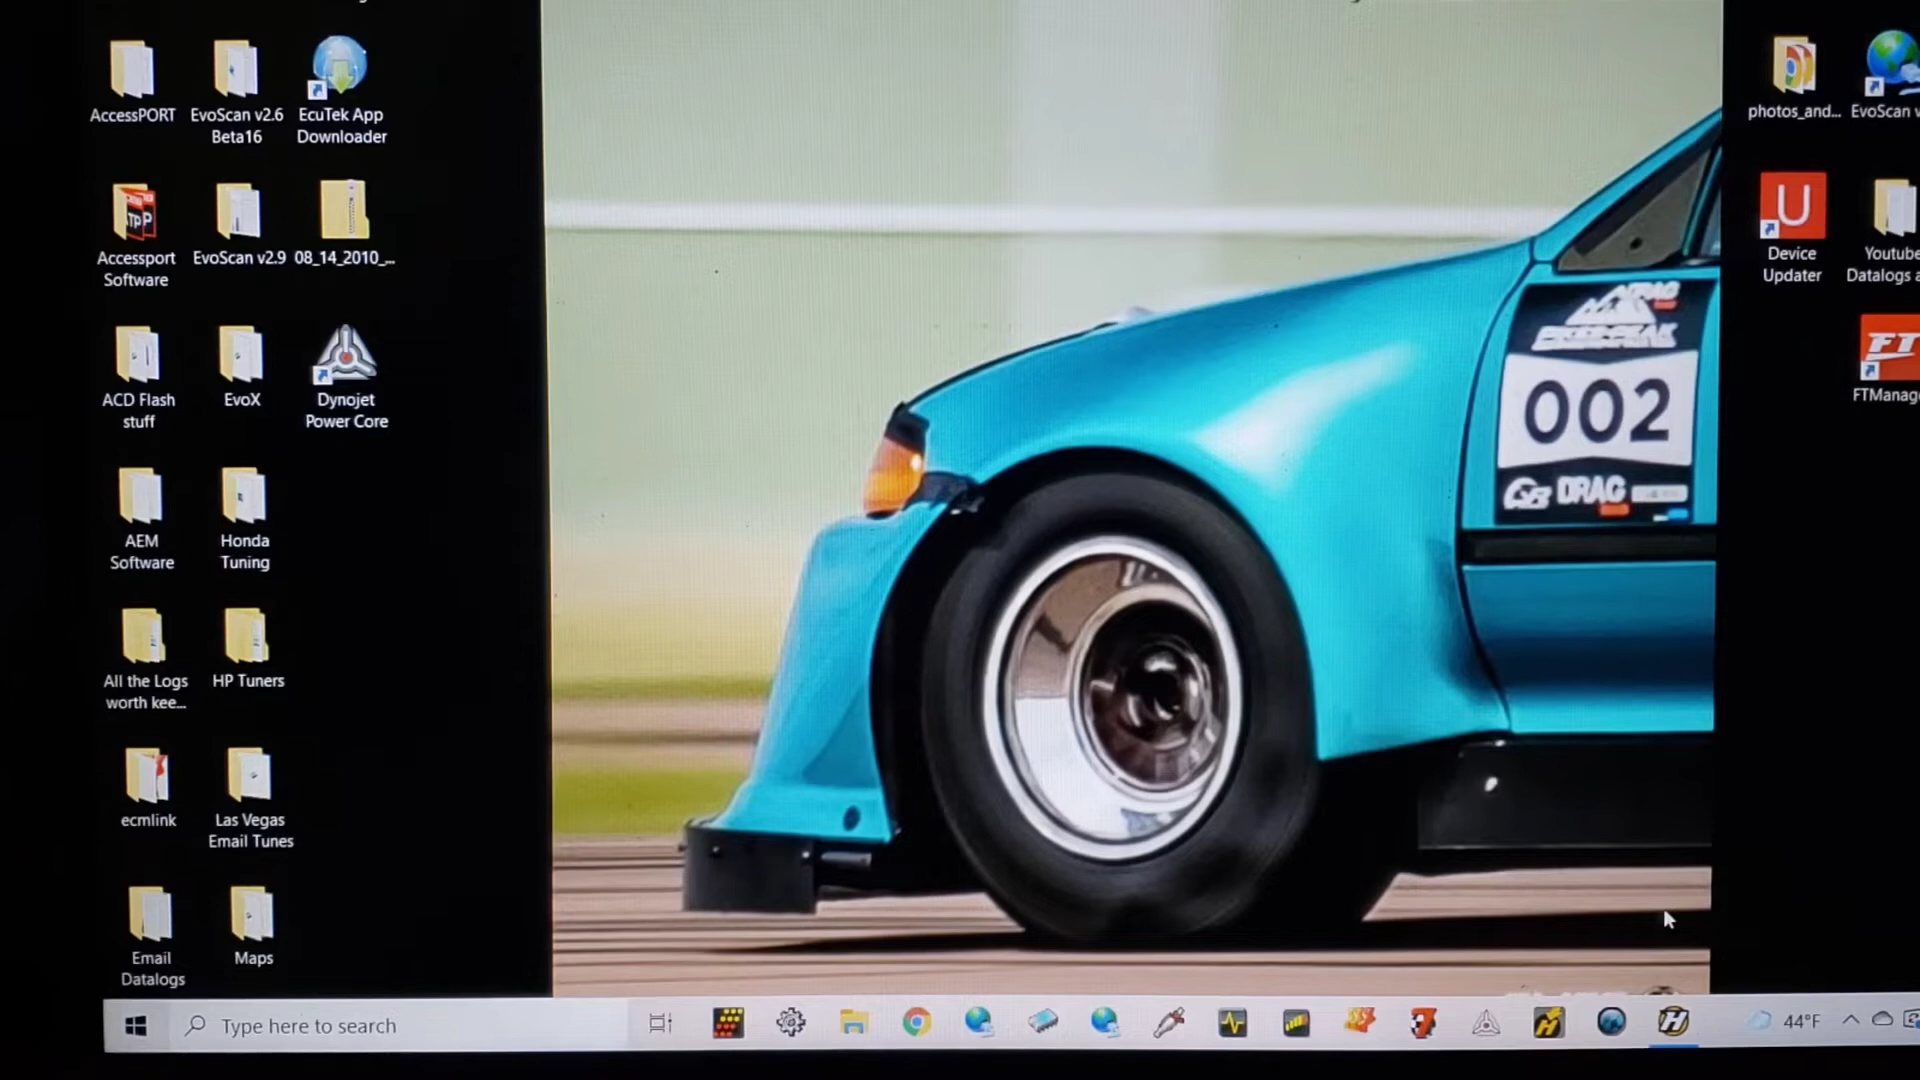 AccessPORT
EvoScan v2.6
Beta16
EcuTek App
Downloader
Accessport
Software
EvoScan v2.9
08_14_2010_...
ACD Flash
stuff
EvoX
Dynojet
Power Core
AEM
Software
Honda
Tuning
All the Logs
worth kee...
HP Tuners
ecmlink
Las Vegas
Email Tunes
Email
Datalogs
Maps
002
DRAG
photos_and...
EvoScan v
U
Device
Updater
Youtube
Datalogs a
FT
FTManag
Type here to search
44°F